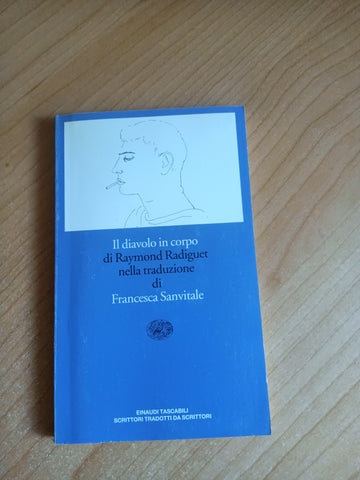 Il diavolo in corpo
di Raymond Radiguet
nella traduzione
di
Francesca Sanvitale
EINAUDI TASCABILI
SCRITTORI TRADOTTI DA SCRITTORI